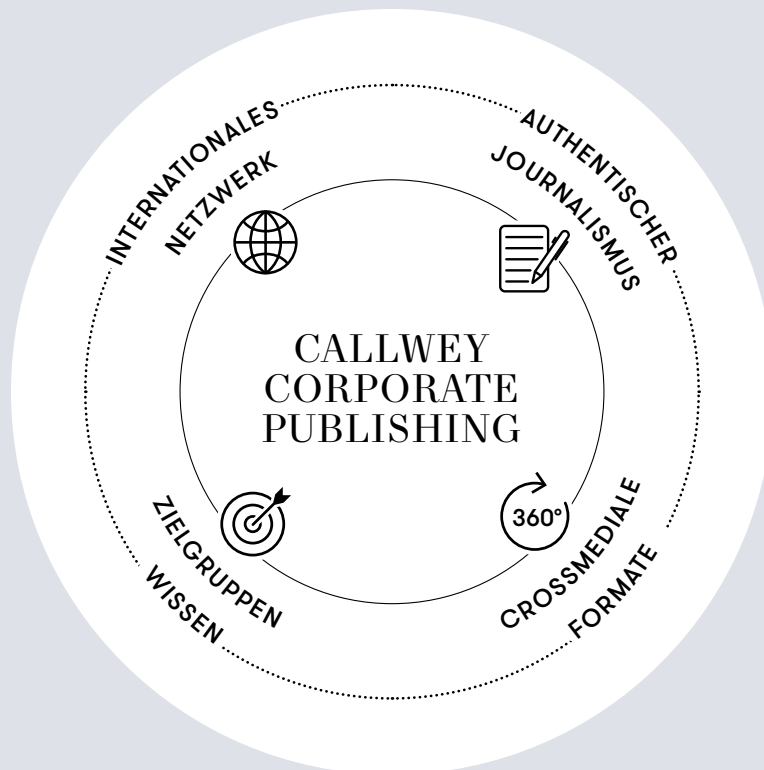 INTERNATIONALES
NETZWERK
AUTHENTISCHER
JOURNALISMUS
CALLWEY
CORPORATE
PUBLISHING
ZIELGRUPPEN
WISSEN
360°
CROSSMEDIALE
FORMATE